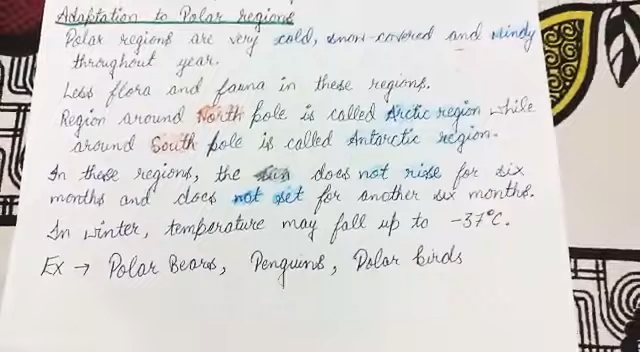 Adaptation to Polar regions
Polar regions are very cold, snow-covered and windy
throughout year.
Less flora and fauna in these regions.
Region around North pole is called Arctic region while
around South pole is called Antarctic region.
In these regions, the sun does not rise for six
months and does not set for another six months.
In winter, temperature may fall up to -37°C.
Ex → Polar Bears, Penguins, Polar birds